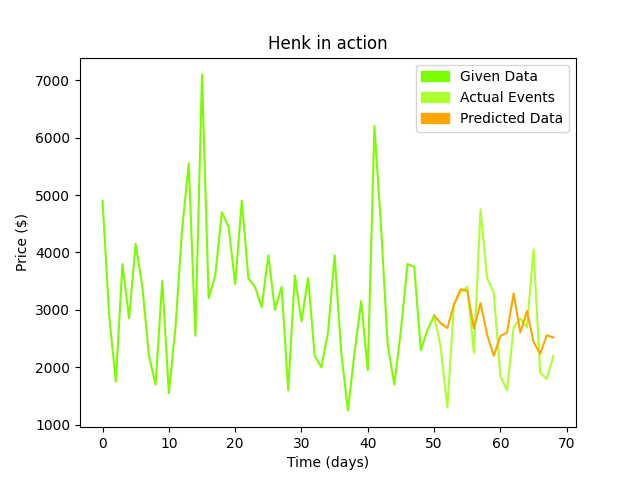 Henk in action
Given Data
Actual Events
Predicted Data
Price ($)
7000
6000
5000
4000
3000
2000
1000
0 10 20 30 40 50 60 70
Time (days)